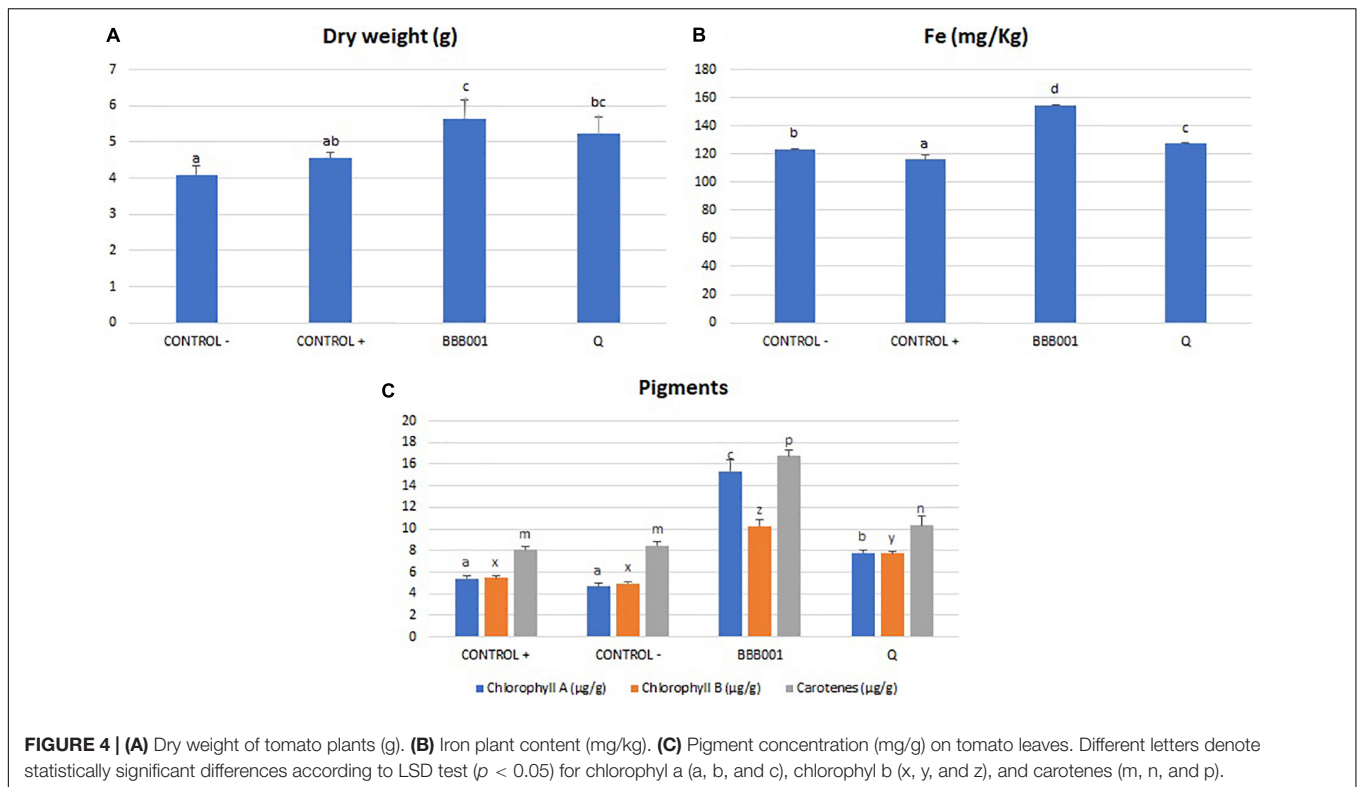 A
Dry weight (g)
7
6
5
4
3
2
1
0
a
ab
c
bc
CONTROL -
CONTROL +
BBB001
Q
B
Fe (mg/Kg)
180
160
140
120
100
80
60
40
20
0
b
a
d
c
CONTROL -
CONTROL +
BBB001
Q
C
Pigments
20
18
16
14
12
10
8
6
4
2
0
a x m
a x m
c z p
b y n
CONTROL +
CONTROL -
BBB001
Q
Chlorophyll A (µg/g) Chlorophyll B (µg/g) Carotenes (µg/g)
FIGURE 4 | (A) Dry weight of tomato plants (g). (B) Iron plant content (mg/kg). (C) Pigment concentration (mg/g) on tomato leaves. Different letters denote
statistically significant differences according to LSD test (p < 0.05) for chlorophyl a (a, b, and c), chlorophyl b (x, y, and z), and carotenes (m, n, and p).